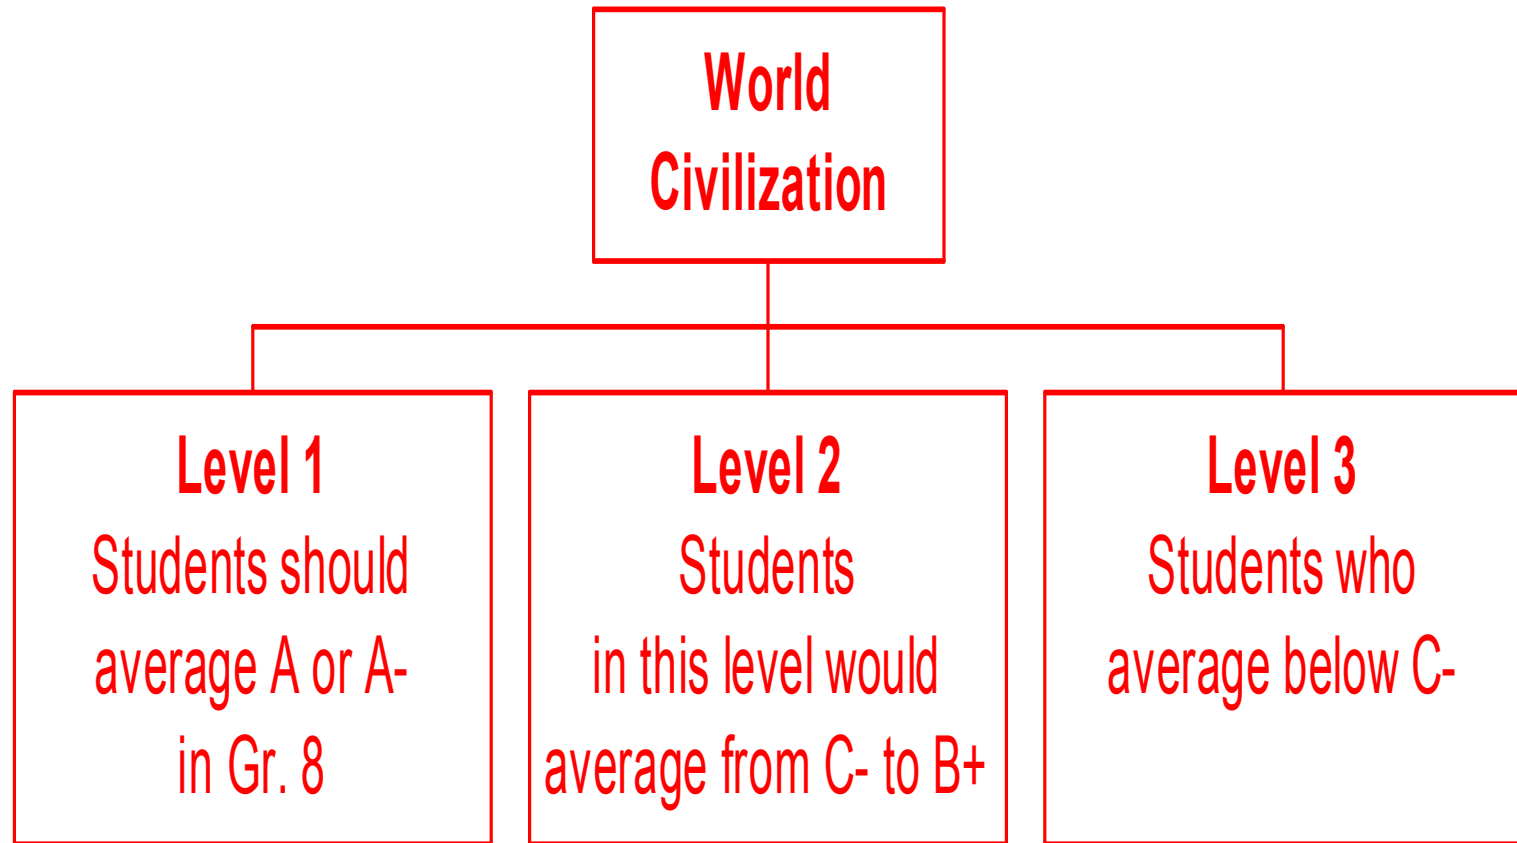 World
Civilization
Level 1
Students should
average A or A-
in Gr. 8
Level 2
Students
in this level would
average from C- to B+
Level 3
Students who
average below C-